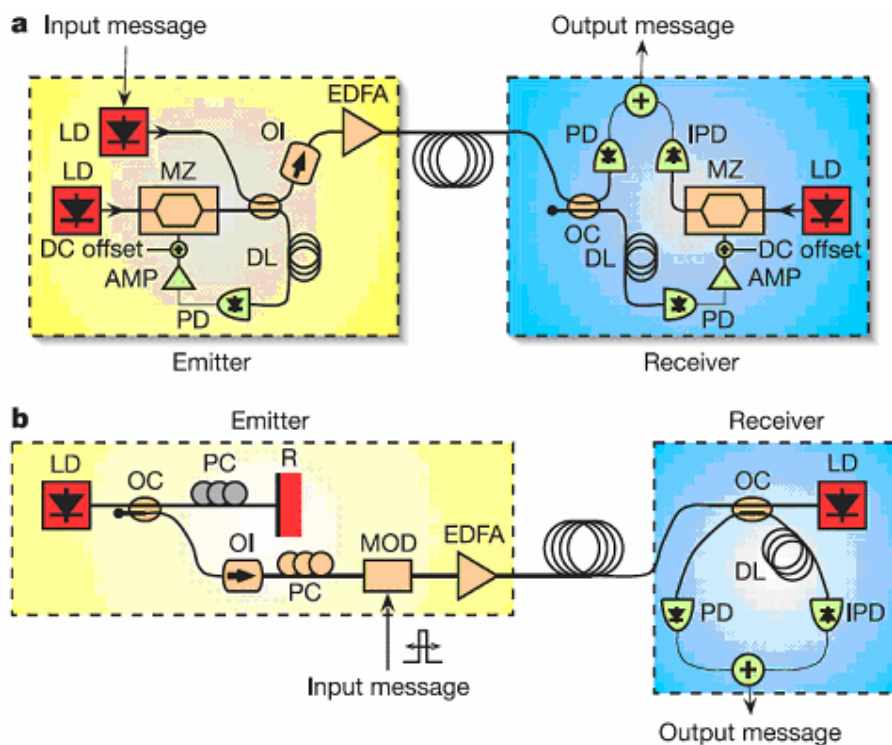 a
Input message
Output message
EDFA
LD
OI
PD
IPD
LD
MZ
MZ
LD
DC offset
DL
OC
DL
DC offset
AMP
AMP
PD
PD
Emitter
Receiver
b
Emitter
Receiver
LD
OC
PC
R
OC
LD
OI
MOD
EDFA
PC
DL
PD
IPD
Input message
Output message